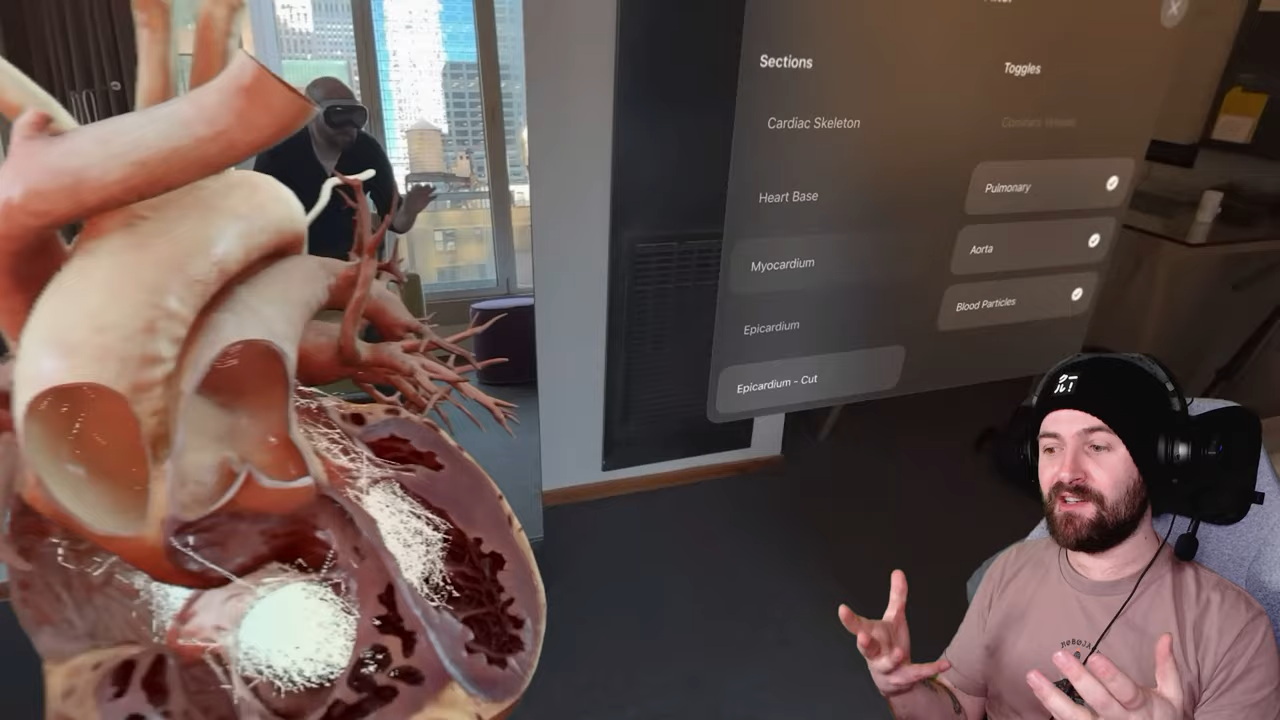 Sections
Toggles
Cardiac Skeleton
Heart Base
Pulmonary
Myocardium
Aorta
Epicardium
Blood Particles
Epicardium - Cut